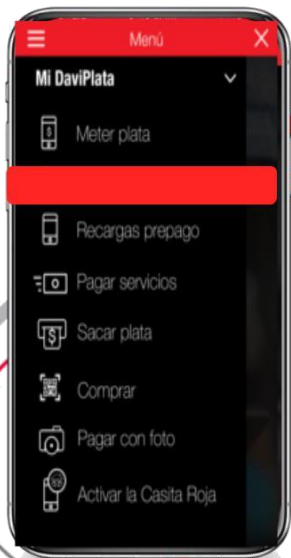 Menú
Mi DaviPlata
Meter plata
Recargas prepago
Pagar servicios
Sacar plata
Comprar
Pagar con foto
Activar la Casita Roja